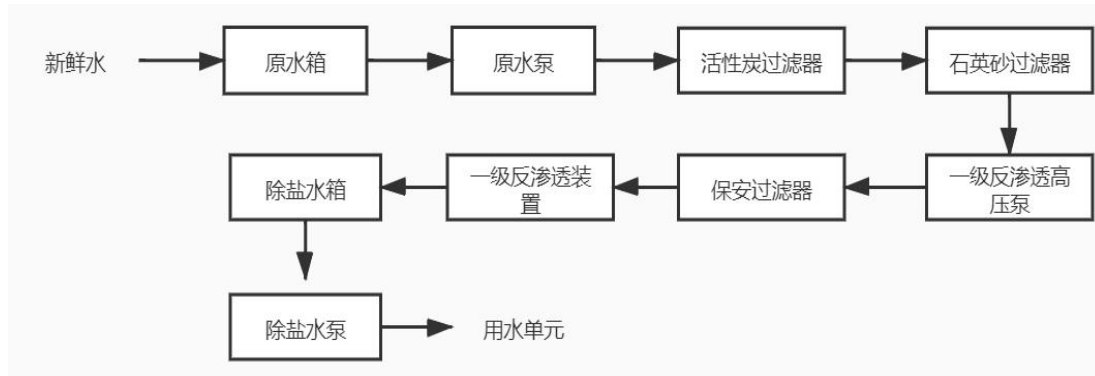 新鲜水
原水箱
原水泵
活性炭过滤器
石英砂过滤器
除盐水箱
一级反渗透装
置
保安过滤器
一级反渗透高
压泵
除盐水泵
用水单元